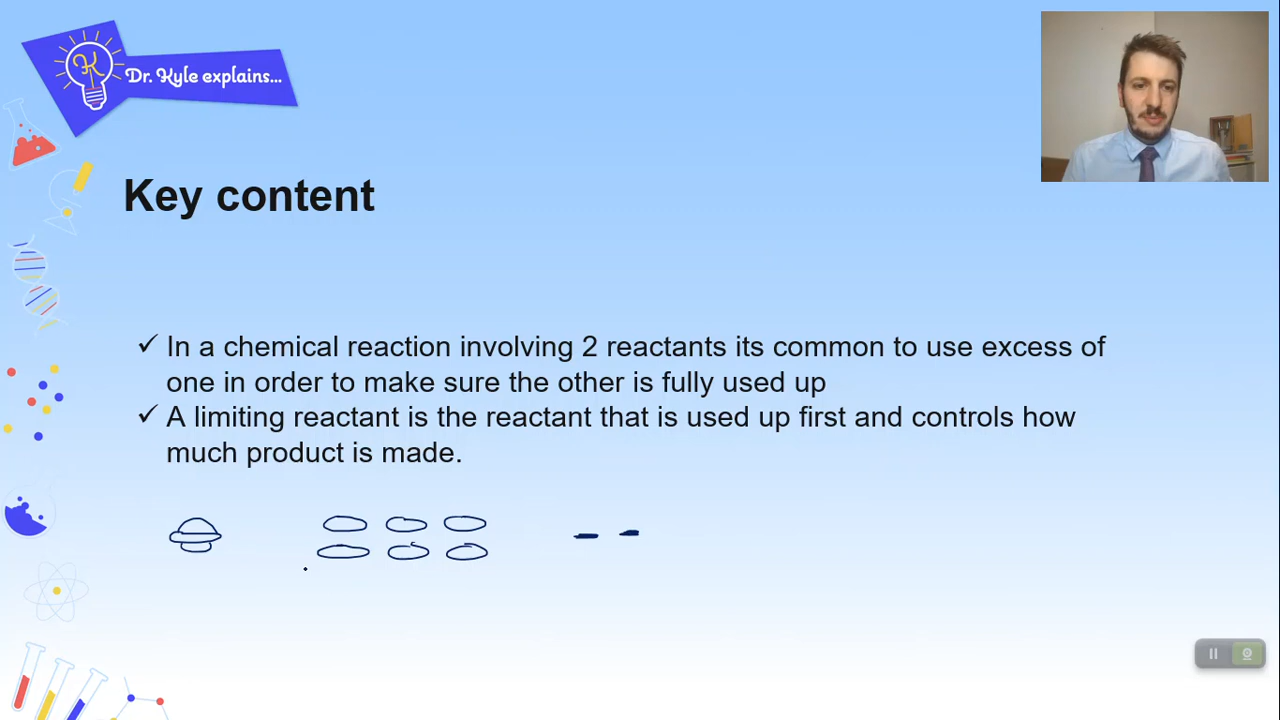 Dr. Kyle explains...
Key content
✓ In a chemical reaction involving 2 reactants its common to use excess of
one in order to make sure the other is fully used up
✓ A limiting reactant is the reactant that is used up first and controls how
much product is made.